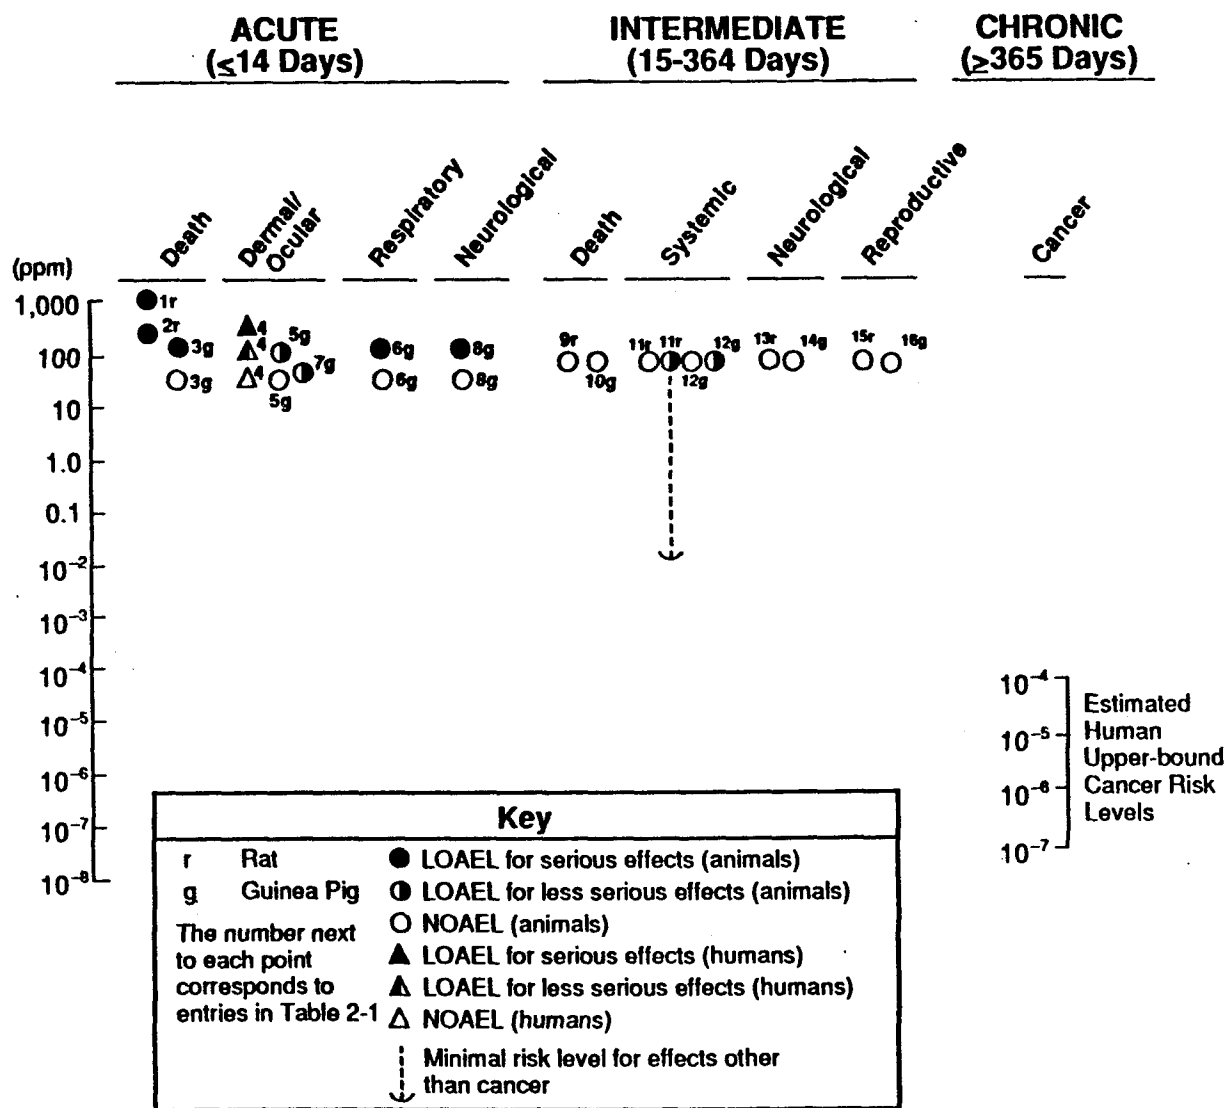 ACUTE
(≤14 Days)
INTERMEDIATE
(15-364 Days)
CHRONIC
(≥365 Days)
Death
Dermal/
Ocular
Respiratory
Neurological
Death
Systemic
Neurological
Reproductive
Cancer
(ppm)
1,000
100
10
1.0
0.1
10⁻²
10⁻³
10⁻⁴
10⁻⁵
10⁻⁶
10⁻⁷
10⁻⁸
1r
2r
3g
3g
4
4
4
5g
5g
7g
6g
6g
8g
8g
9r
10g
11r
11r
12g
12g
13r
14g
15r
16g
10⁻⁴
10⁻⁵
10⁻⁶
10⁻⁷
Estimated
Human
Upper-bound
Cancer Risk
Levels
Key
r Rat
g Guinea Pig
The number next
to each point
corresponds to
entries in Table 2-1
LOAEL for serious effects (animals)
LOAEL for less serious effects (animals)
NOAEL (animals)
LOAEL for serious effects (humans)
LOAEL for less serious effects (humans)
NOAEL (humans)
Minimal risk level for effects other
than cancer